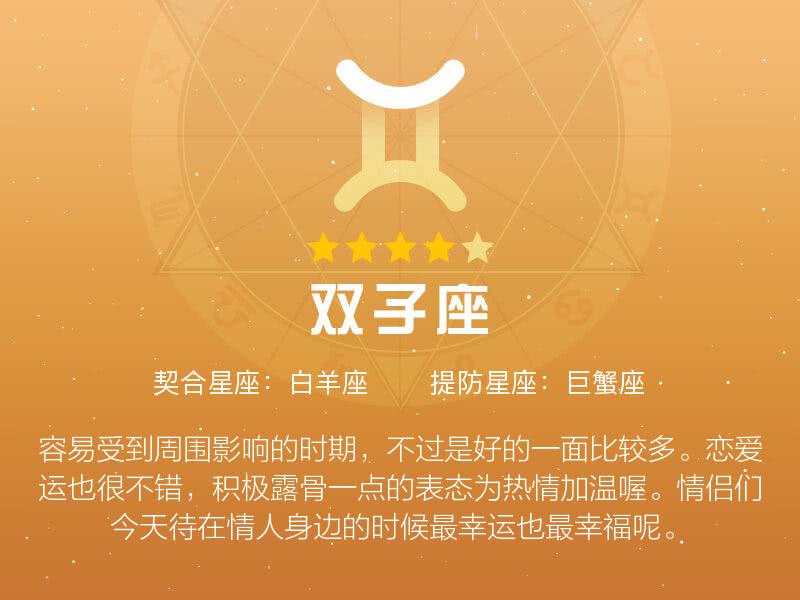 双子座
契合星座：白羊座 提防星座：巨蟹座
容易受到周围影响的时期，不过是好的一面比较多。恋爱
运也很不错，积极露骨一点的表态为热情加温喔。情侣们
今天待在情人身边的时候最幸运也最幸福呢。